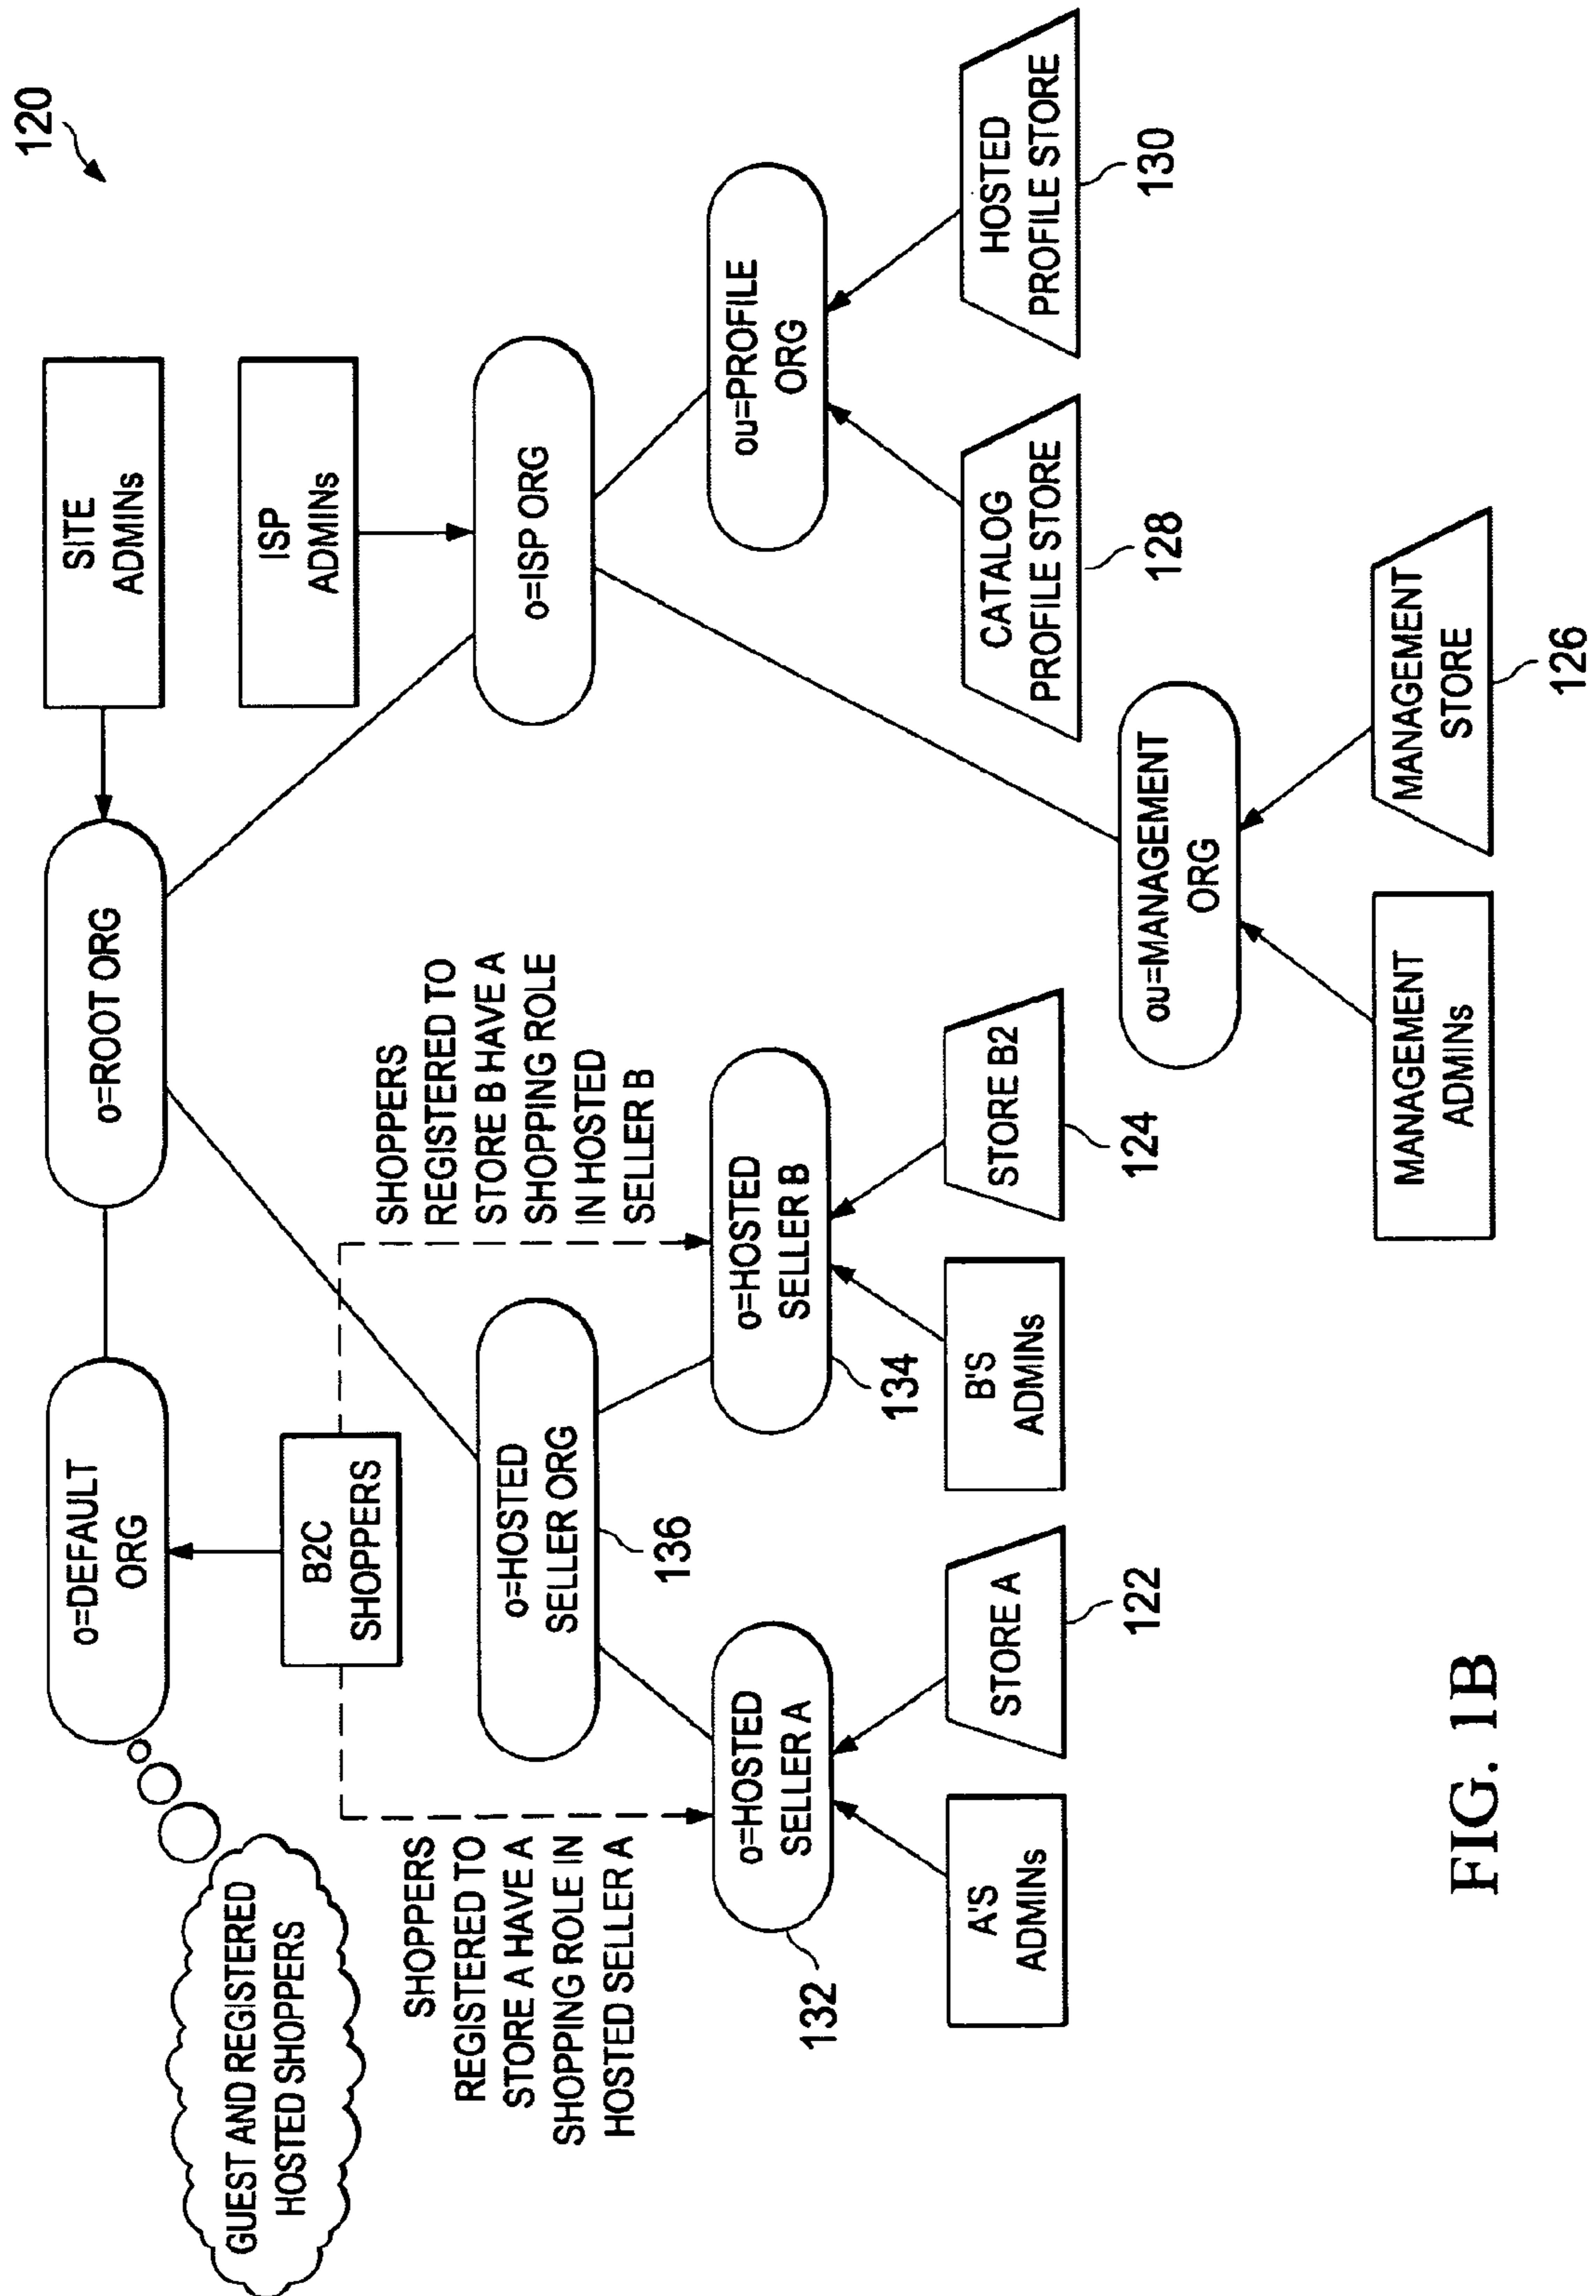 120
o=DEFAULT
ORG
o=ROOT ORG
SITE
ADMINs
GUEST AND REGISTERED
HOSTED SHOPPERS
B2C
SHOPPERS
ISP
ADMINs
SHOPPERS
REGISTERED TO
STORE A HAVE A
SHOPPING ROLE IN
HOSTED SELLER A
SHOPPERS
REGISTERED TO
STORE B HAVE A
SHOPPING ROLE
IN HOSTED
SELLER B
o=HOSTED
SELLER ORG
136
o=ISP ORG
o=HOSTED
SELLER A
132
o=HOSTED
SELLER B
134
ou=PROFILE
ORG
A'S
ADMINs
STORE A
122
B'S
ADMINs
STORE B2
124
CATALOG
PROFILE STORE
128
HOSTED
PROFILE STORE
130
ou=MANAGEMENT
ORG
MANAGEMENT
ADMINs
MANAGEMENT
STORE
126
FIG. 1B